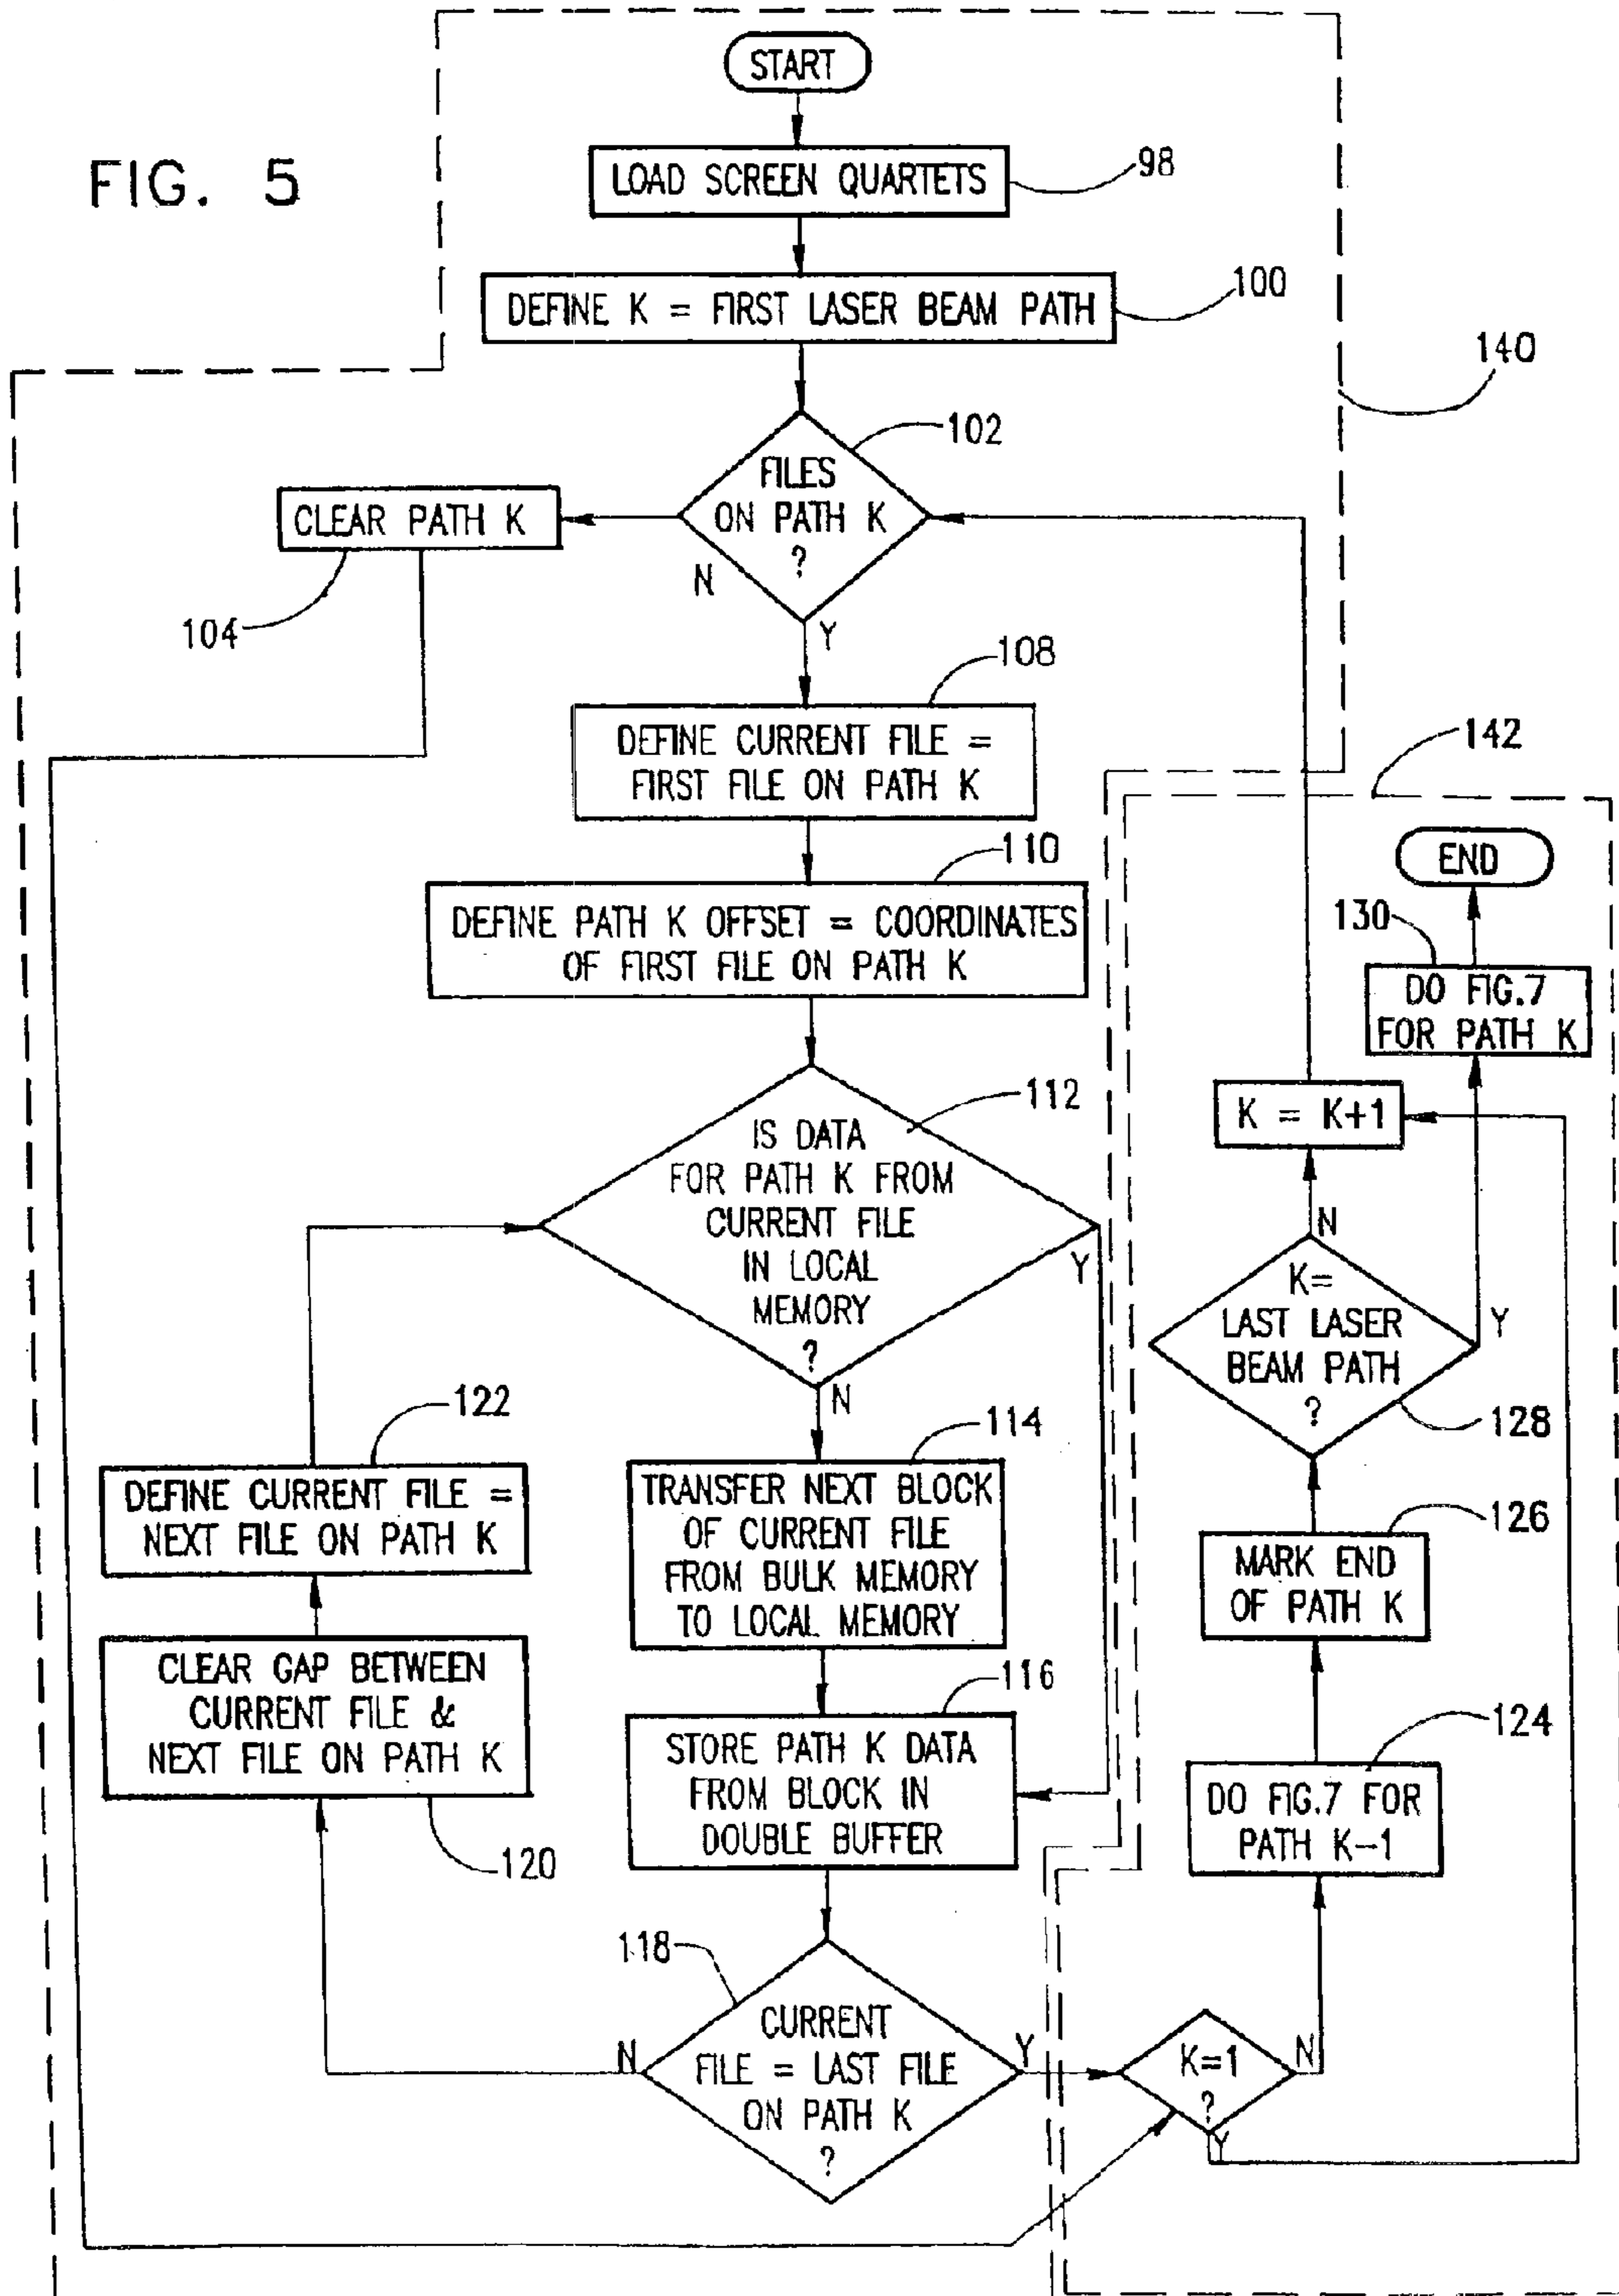 FIG. 5
START
LOAD SCREEN QUARTETS
98
DEFINE K = FIRST LASER BEAM PATH
100
140
102
FILES
ON PATH K
?
N
Y
CLEAR PATH K
104
108
DEFINE CURRENT FILE =
FIRST FILE ON PATH K
142
110
DEFINE PATH K OFFSET = COORDINATES
OF FIRST FILE ON PATH K
END
130
DO FIG.7
FOR PATH K
112
IS DATA
FOR PATH K FROM
CURRENT FILE
IN LOCAL
MEMORY
?
Y
N
K = K+1
N
K=
LAST LASER
BEAM PATH
?
Y
128
122
DEFINE CURRENT FILE =
NEXT FILE ON PATH K
114
TRANSFER NEXT BLOCK
OF CURRENT FILE
FROM BULK MEMORY
TO LOCAL MEMORY
126
MARK END
OF PATH K
CLEAR GAP BETWEEN
CURRENT FILE &
NEXT FILE ON PATH K
120
116
STORE PATH K DATA
FROM BLOCK IN
DOUBLE BUFFER
124
DO FIG.7 FOR
PATH K-1
118
CURRENT
FILE = LAST FILE
ON PATH K
?
N
Y
K=1
?
N
Y